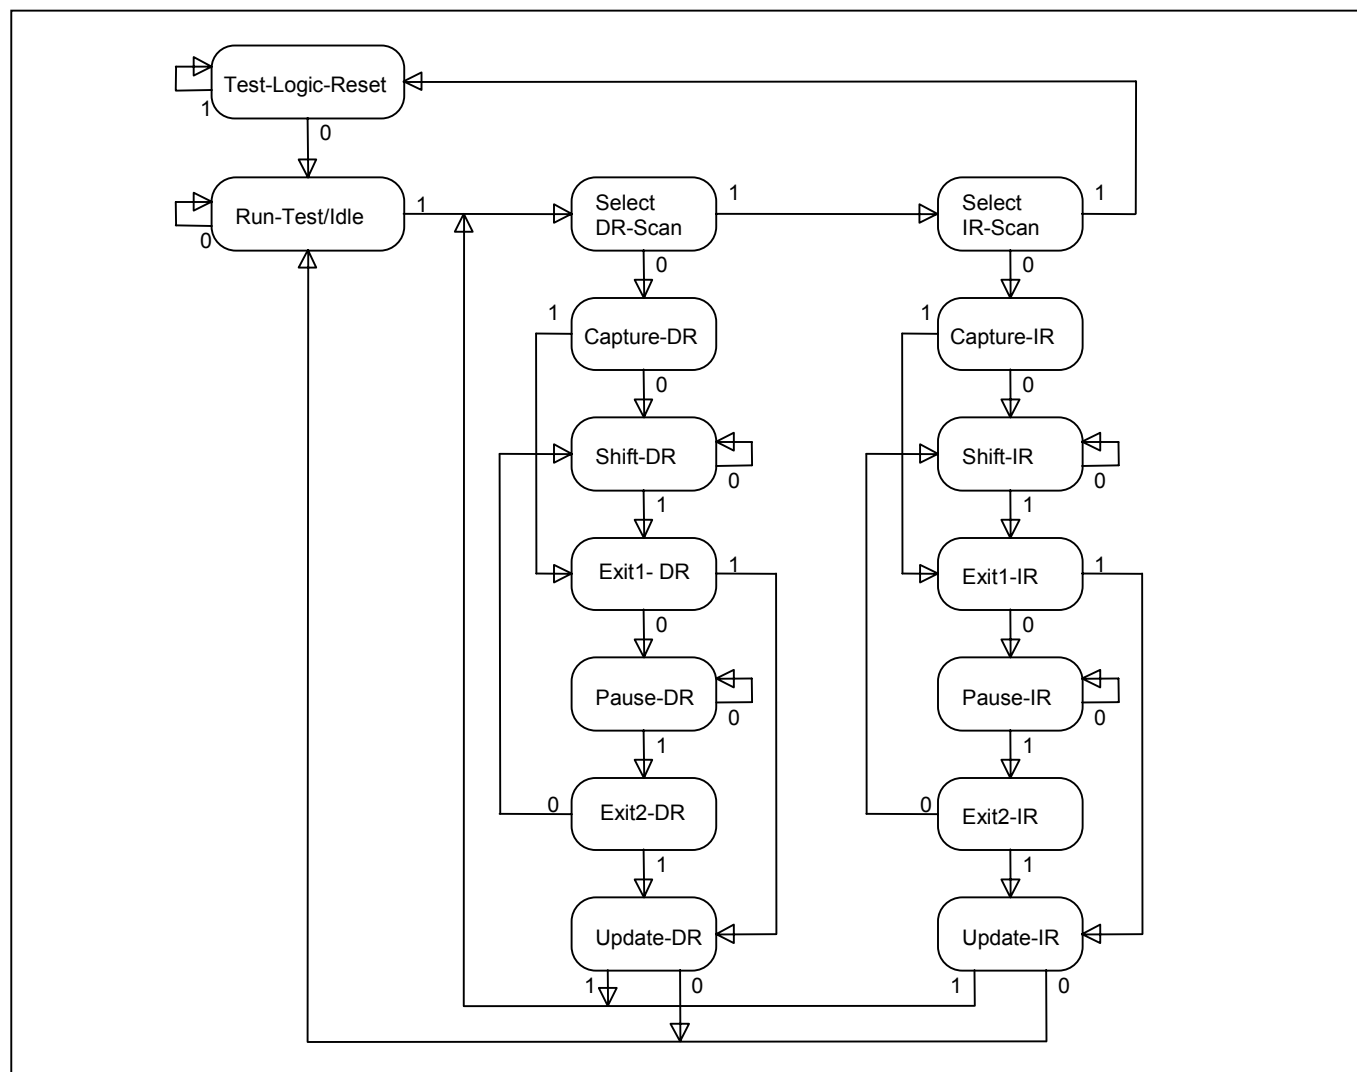 Test-Logic-Reset
1
0
Run-Test/Idle
0
1
Select
DR-Scan
1
0
Select
IR-Scan
1
0
1
Capture-DR
0
1
Capture-IR
0
Shift-DR
0
1
Shift-IR
0
1
Exit1- DR
1
0
Exit1-IR
1
0
Pause-DR
0
1
Pause-IR
0
1
0
Exit2-DR
1
0
Exit2-IR
1
Update-DR
1
0
Update-IR
1
0